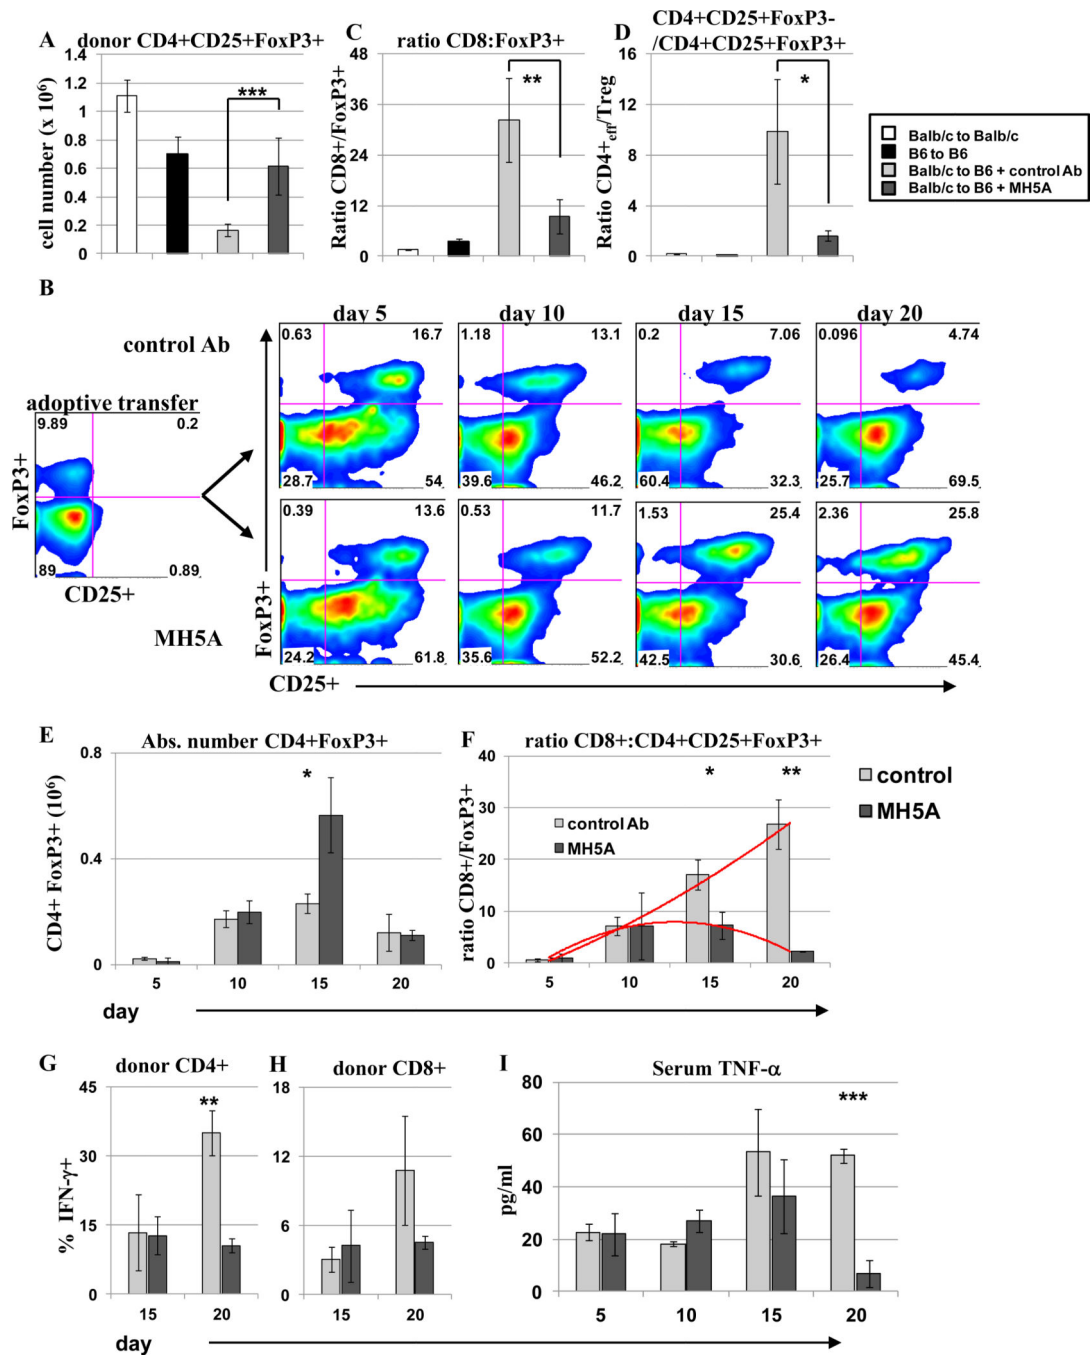 A donor CD4+CD25+FoxP3+
cell number (x 10⁶)
1.4
1.2
1
0.8
0.6
0.4
0.2
0
***
C ratio CD8:FoxP3+
Ratio CD8+/FoxP3+
48
36
24
12
0
**
D CD4+CD25+FoxP3-
/CD4+CD25+FoxP3+
Ratio CD4+eff/Treg
16
12
8
4
0
*
Balb/c to Balb/c
B6 to B6
Balb/c to B6 + control Ab
Balb/c to B6 + MH5A
B
day 5 day 10 day 15 day 20
control Ab
0.63 16.7 1.18 13.1 0.2 7.06 0.096 4.74
28.7 54 39.6 46.2 60.4 32.3 25.7 69.5
adoptive transfer
9.89 0.2
89 0.89
FoxP3+
CD25+
FoxP3+
MH5A
0.39 13.6 0.53 11.7 1.53 25.4 2.36 25.8
24.2 61.8 35.6 52.2 42.5 30.6 26.4 45.4
CD25+
E Abs. number CD4+FoxP3+
CD4+ FoxP3+ (10⁶)
0.8
0.4
0
*
5 10 15 20
day
F ratio CD8+:CD4+CD25+FoxP3+
ratio CD8+/FoxP3+
40
30
20
10
0
* **
control Ab
MH5A
5 10 15 20
control
MH5A
G donor CD4+
% IFN-γ+
45
30
15
0
**
15 20
day
H donor CD8+
18
12
6
0
15 20
I Serum TNF-α
pg/ml
80
60
40
20
0
***
5 10 15 20